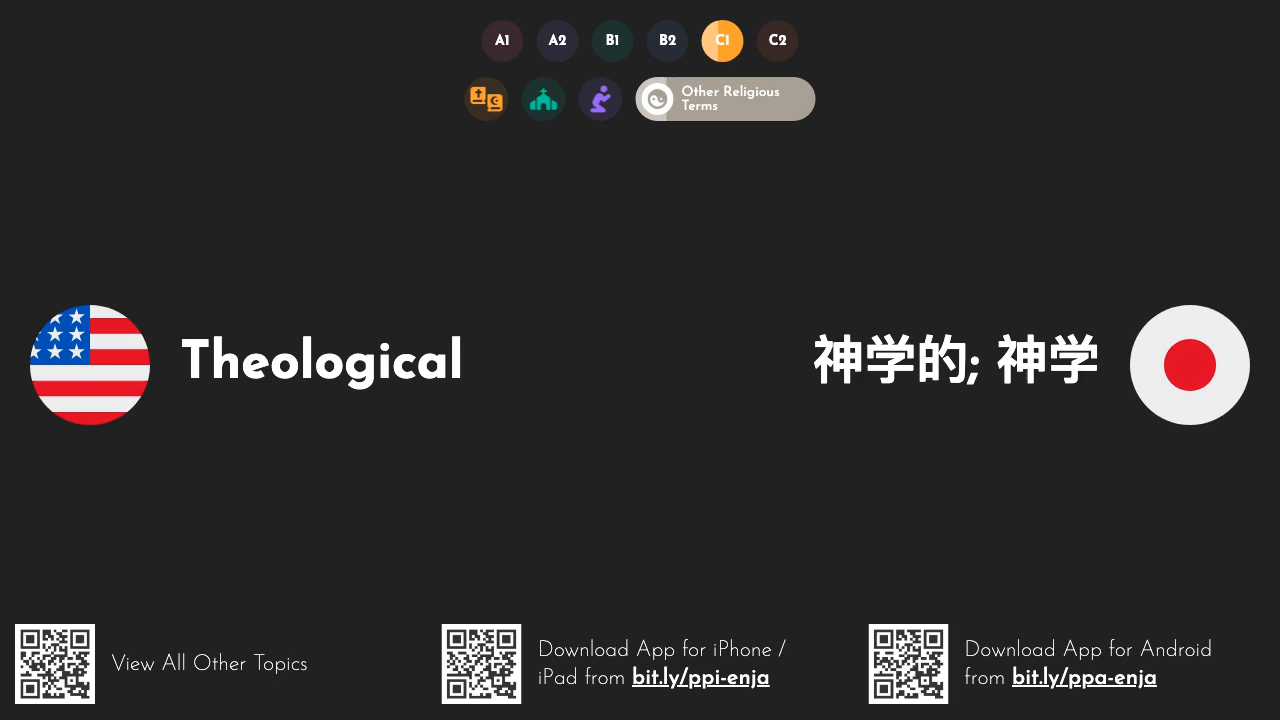 A1 A2 B1 B2 C1 C2
Other Religious
Terms
Theological
神学的; 神学
View All Other Topics
Download App for iPhone /
iPad from bit.ly/ppi-enja
Download App for Android
from bit.ly/ppa-enja